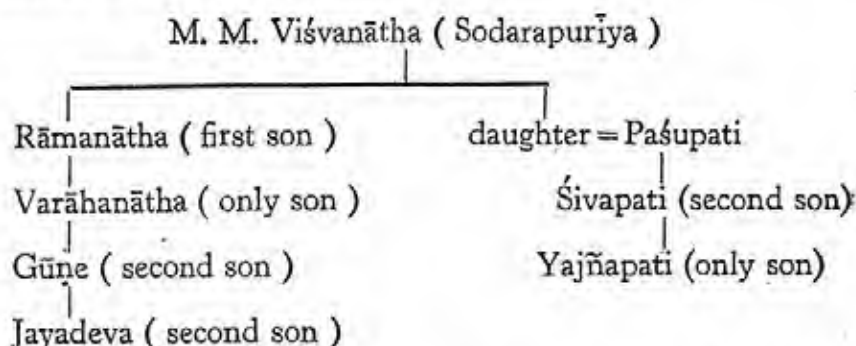 M. M. Viśvanātha ( Sodarapurīya )
Rāmanātha ( first son ) daughter = Paśupati
Varāhanātha ( only son ) Śivapati (second son)
Gūṇe ( second son ) Yajñapati (only son)
Jayadeva ( second son )